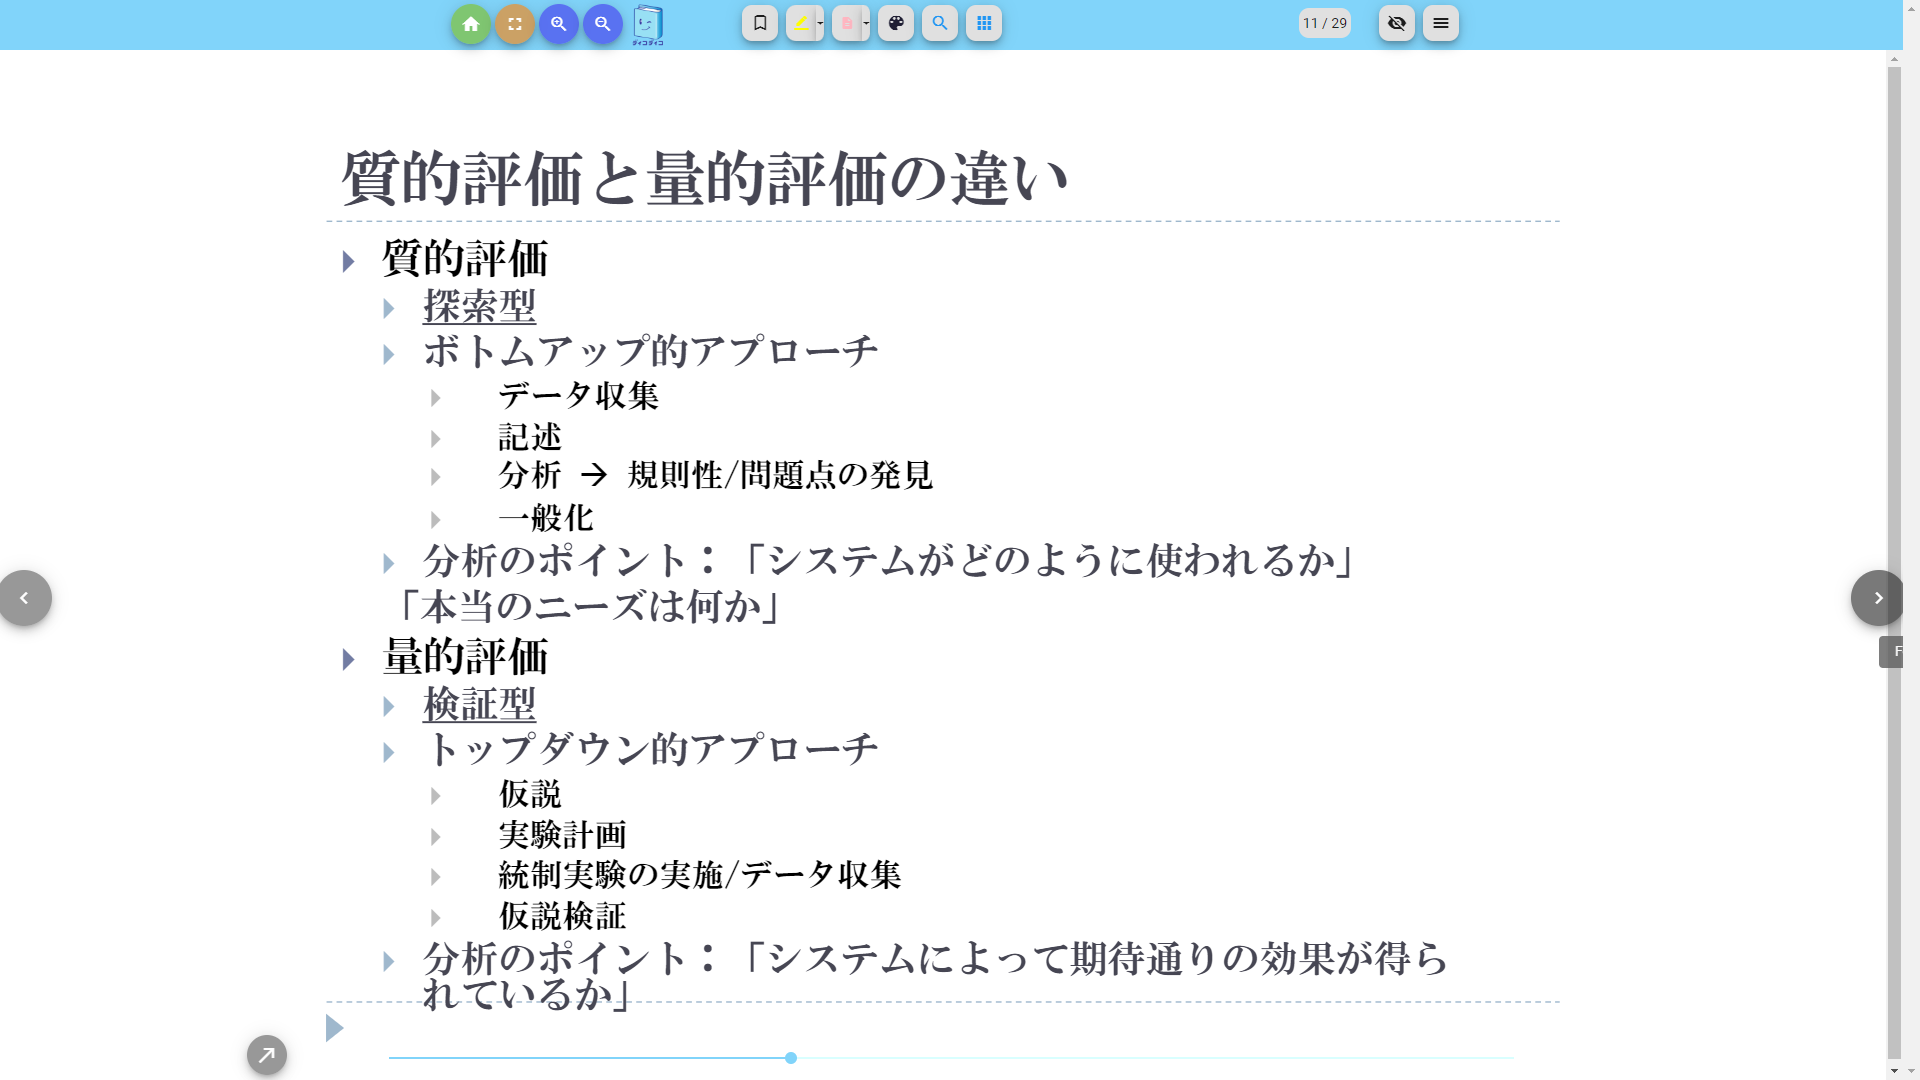 ダイコダイコ
11 / 29
質的評価と量的評価の違い
質的評価
探索型
ボトムアップ的アプローチ
データ収集
記述
分析 → 規則性/問題点の発見
一般化
分析のポイント：「システムがどのように使われるか」
「本当のニーズは何か」
量的評価
検証型
トップダウン的アプローチ
仮説
実験計画
統制実験の実施/データ収集
仮説検証
分析のポイント：「システムによって期待通りの効果が得ら
れているか」
F